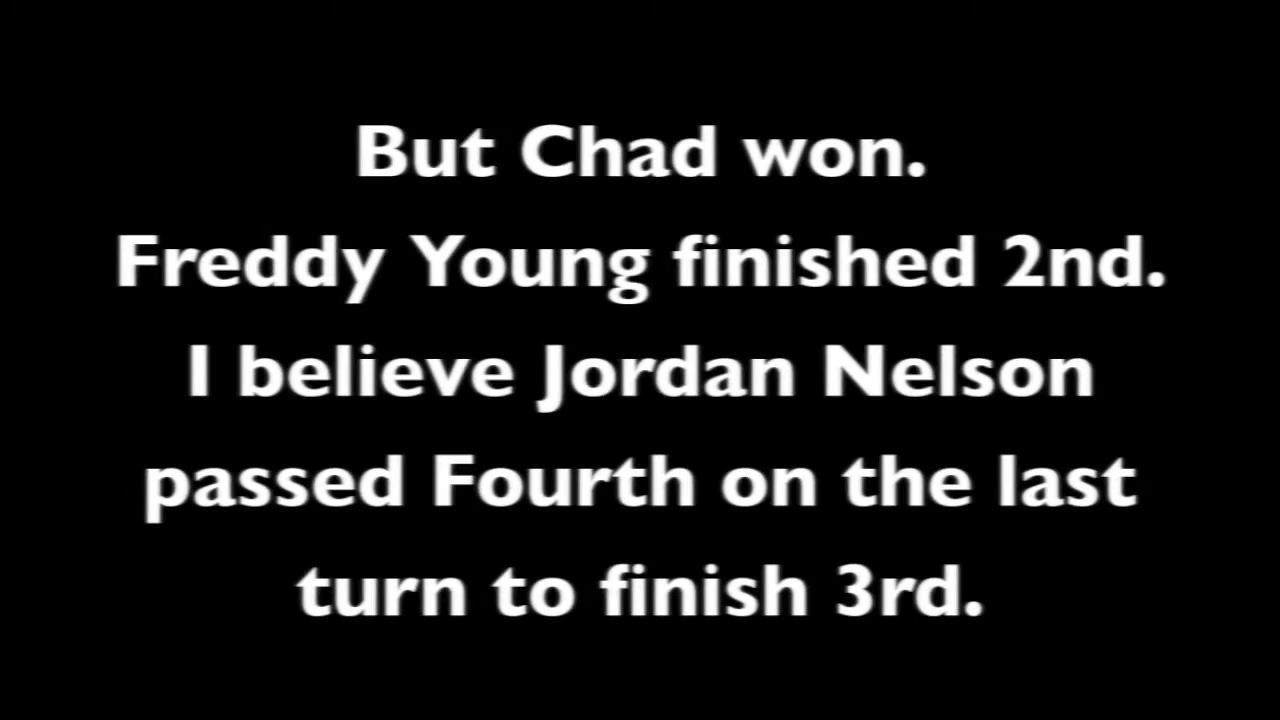 But Chad won.
Freddy Young finished 2nd.
I believe Jordan Nelson
passed Fourth on the last
turn to finish 3rd.